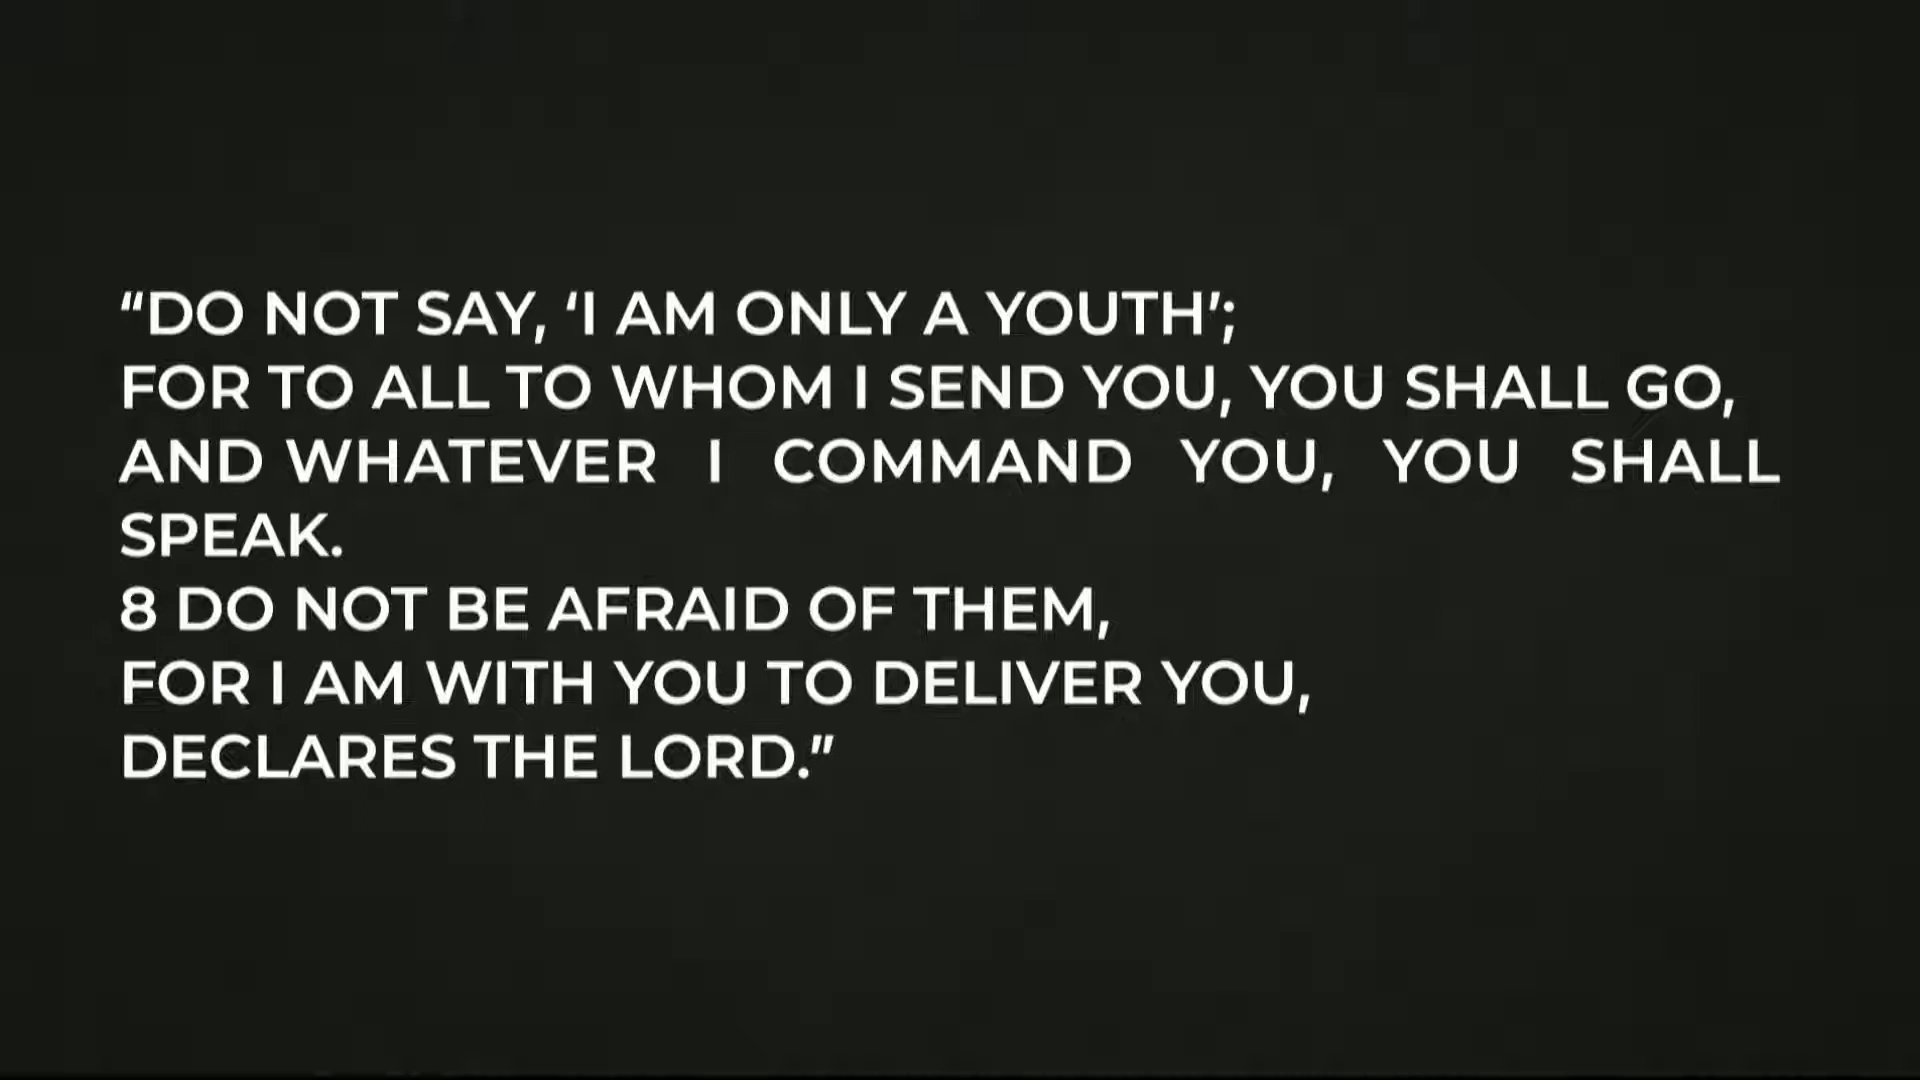 “DO NOT SAY, ‘I AM ONLY A YOUTH’;
FOR TO ALL TO WHOM I SEND YOU, YOU SHALL GO,
AND WHATEVER I COMMAND YOU, YOU SHALL
SPEAK.
8 DO NOT BE AFRAID OF THEM,
FOR I AM WITH YOU TO DELIVER YOU,
DECLARES THE LORD.”